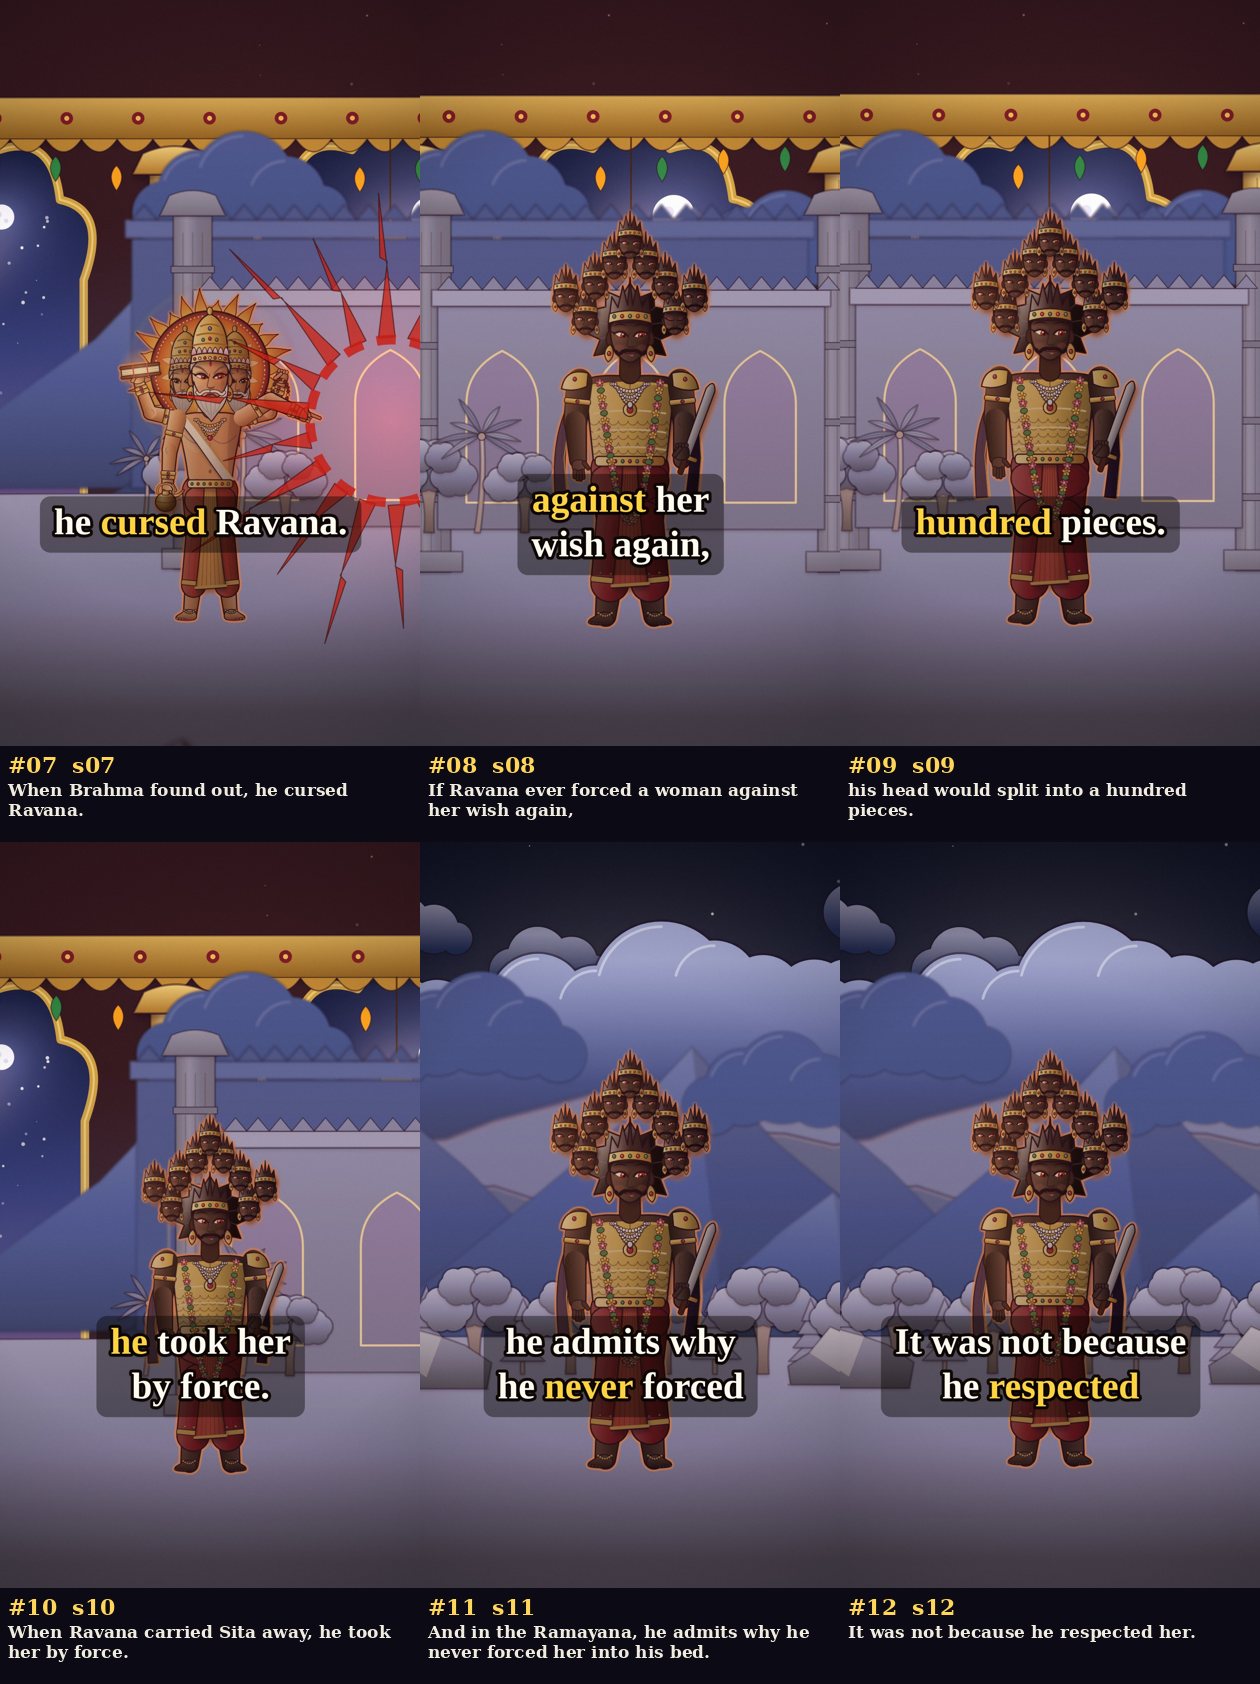 he cursed Ravana.
against her
wish again,
hundred pieces.
#07 s07
When Brahma found out, he cursed
Ravana.
#08 s08
If Ravana ever forced a woman against
her wish again,
#09 s09
his head would split into a hundred
pieces.
he took her
by force.
he admits why
he never forced
It was not because
he respected
#10 s10
When Ravana carried Sita away, he took
her by force.
#11 s11
And in the Ramayana, he admits why he
never forced her into his bed.
#12 s12
It was not because he respected her.